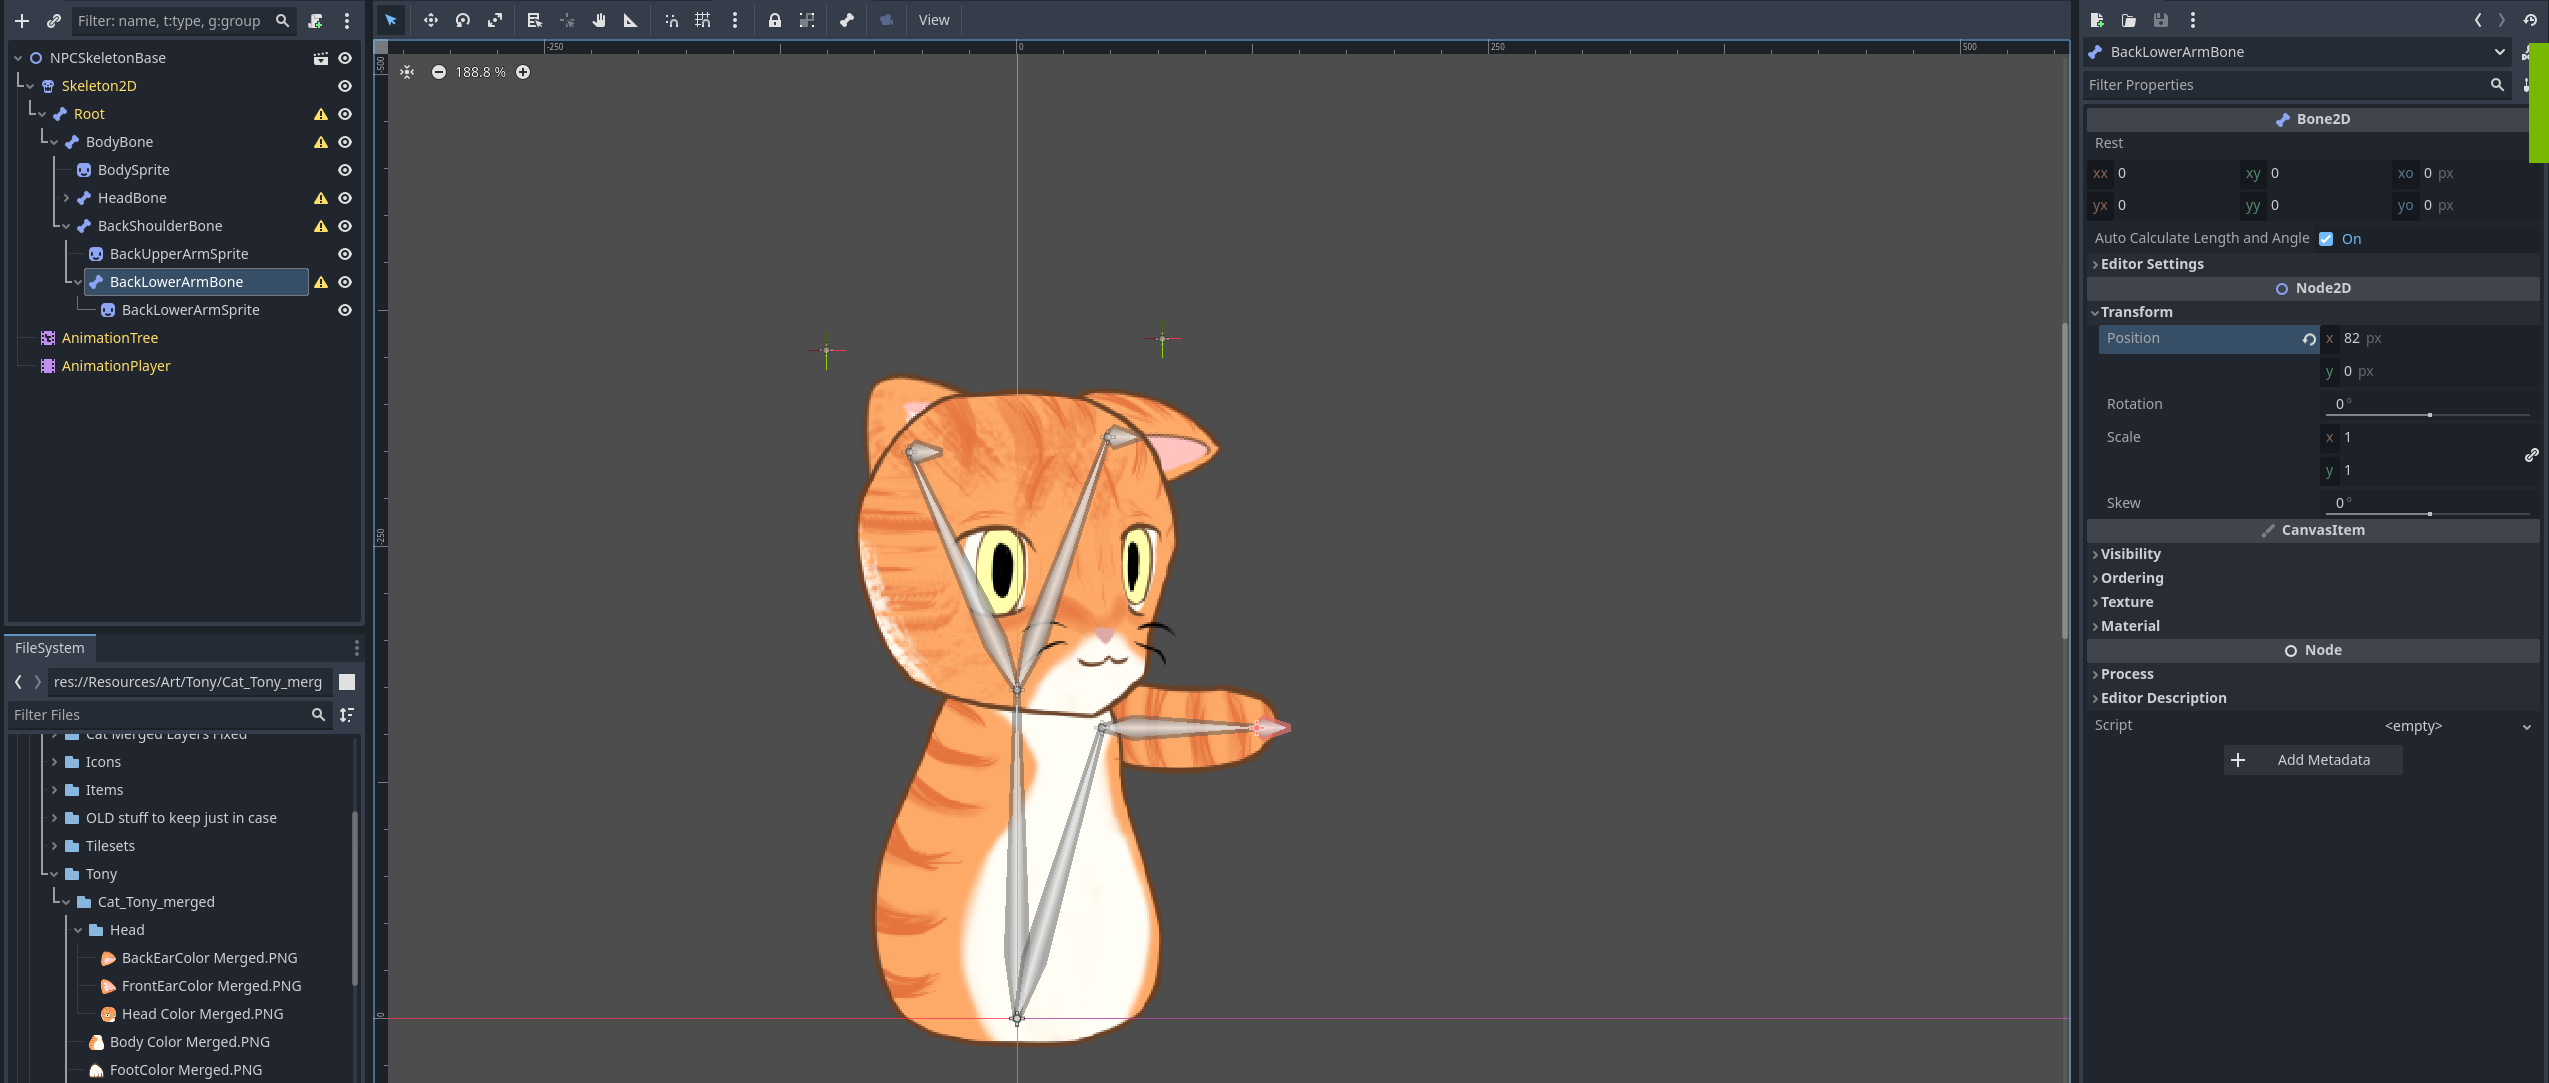 Filter: name, t:type, g:group
NPCSkeletonBase
Skeleton2D
Root
BodyBone
BodySprite
HeadBone
BackShoulderBone
BackUpperArmSprite
BackLowerArmBone
BackLowerArmSprite
AnimationTree
AnimationPlayer
FileSystem
res://Resources/Art/Tony/Cat_Tony_merg
Filter Files
Cat Merged Layers Fixed
Icons
Items
OLD stuff to keep just in case
Tilesets
Tony
Cat_Tony_merged
Head
BackEarColor Merged.PNG
FrontEarColor Merged.PNG
Head Color Merged.PNG
Body Color Merged.PNG
FootColor Merged.PNG
View
-250
0
250
500
-500
188.8 %
-250
0
BackLowerArmBone
Filter Properties
Bone2D
Rest
xx 0 xy 0 xo 0 px
yx 0 yy 0 yo 0 px
Auto Calculate Length and Angle On
Editor Settings
Node2D
Transform
Position x 82 px
y 0 px
Rotation 0 °
Scale x 1
y 1
Skew 0 °
CanvasItem
Visibility
Ordering
Texture
Material
Node
Process
Editor Description
Script <empty>
Add Metadata